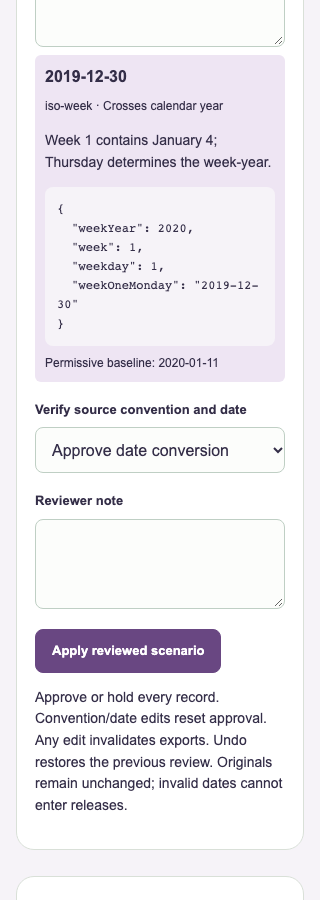 2019-12-30
iso-week · Crosses calendar year
Week 1 contains January 4;
Thursday determines the week-year.
{
  "weekYear": 2020,
  "week": 1,
  "weekday": 1,
  "weekOneMonday": "2019-12-
30"
}
Permissive baseline: 2020-01-11
Verify source convention and date
Approve date conversion
Reviewer note
Apply reviewed scenario
Approve or hold every record.
Convention/date edits reset approval.
Any edit invalidates exports. Undo
restores the previous review. Originals
remain unchanged; invalid dates cannot
enter releases.